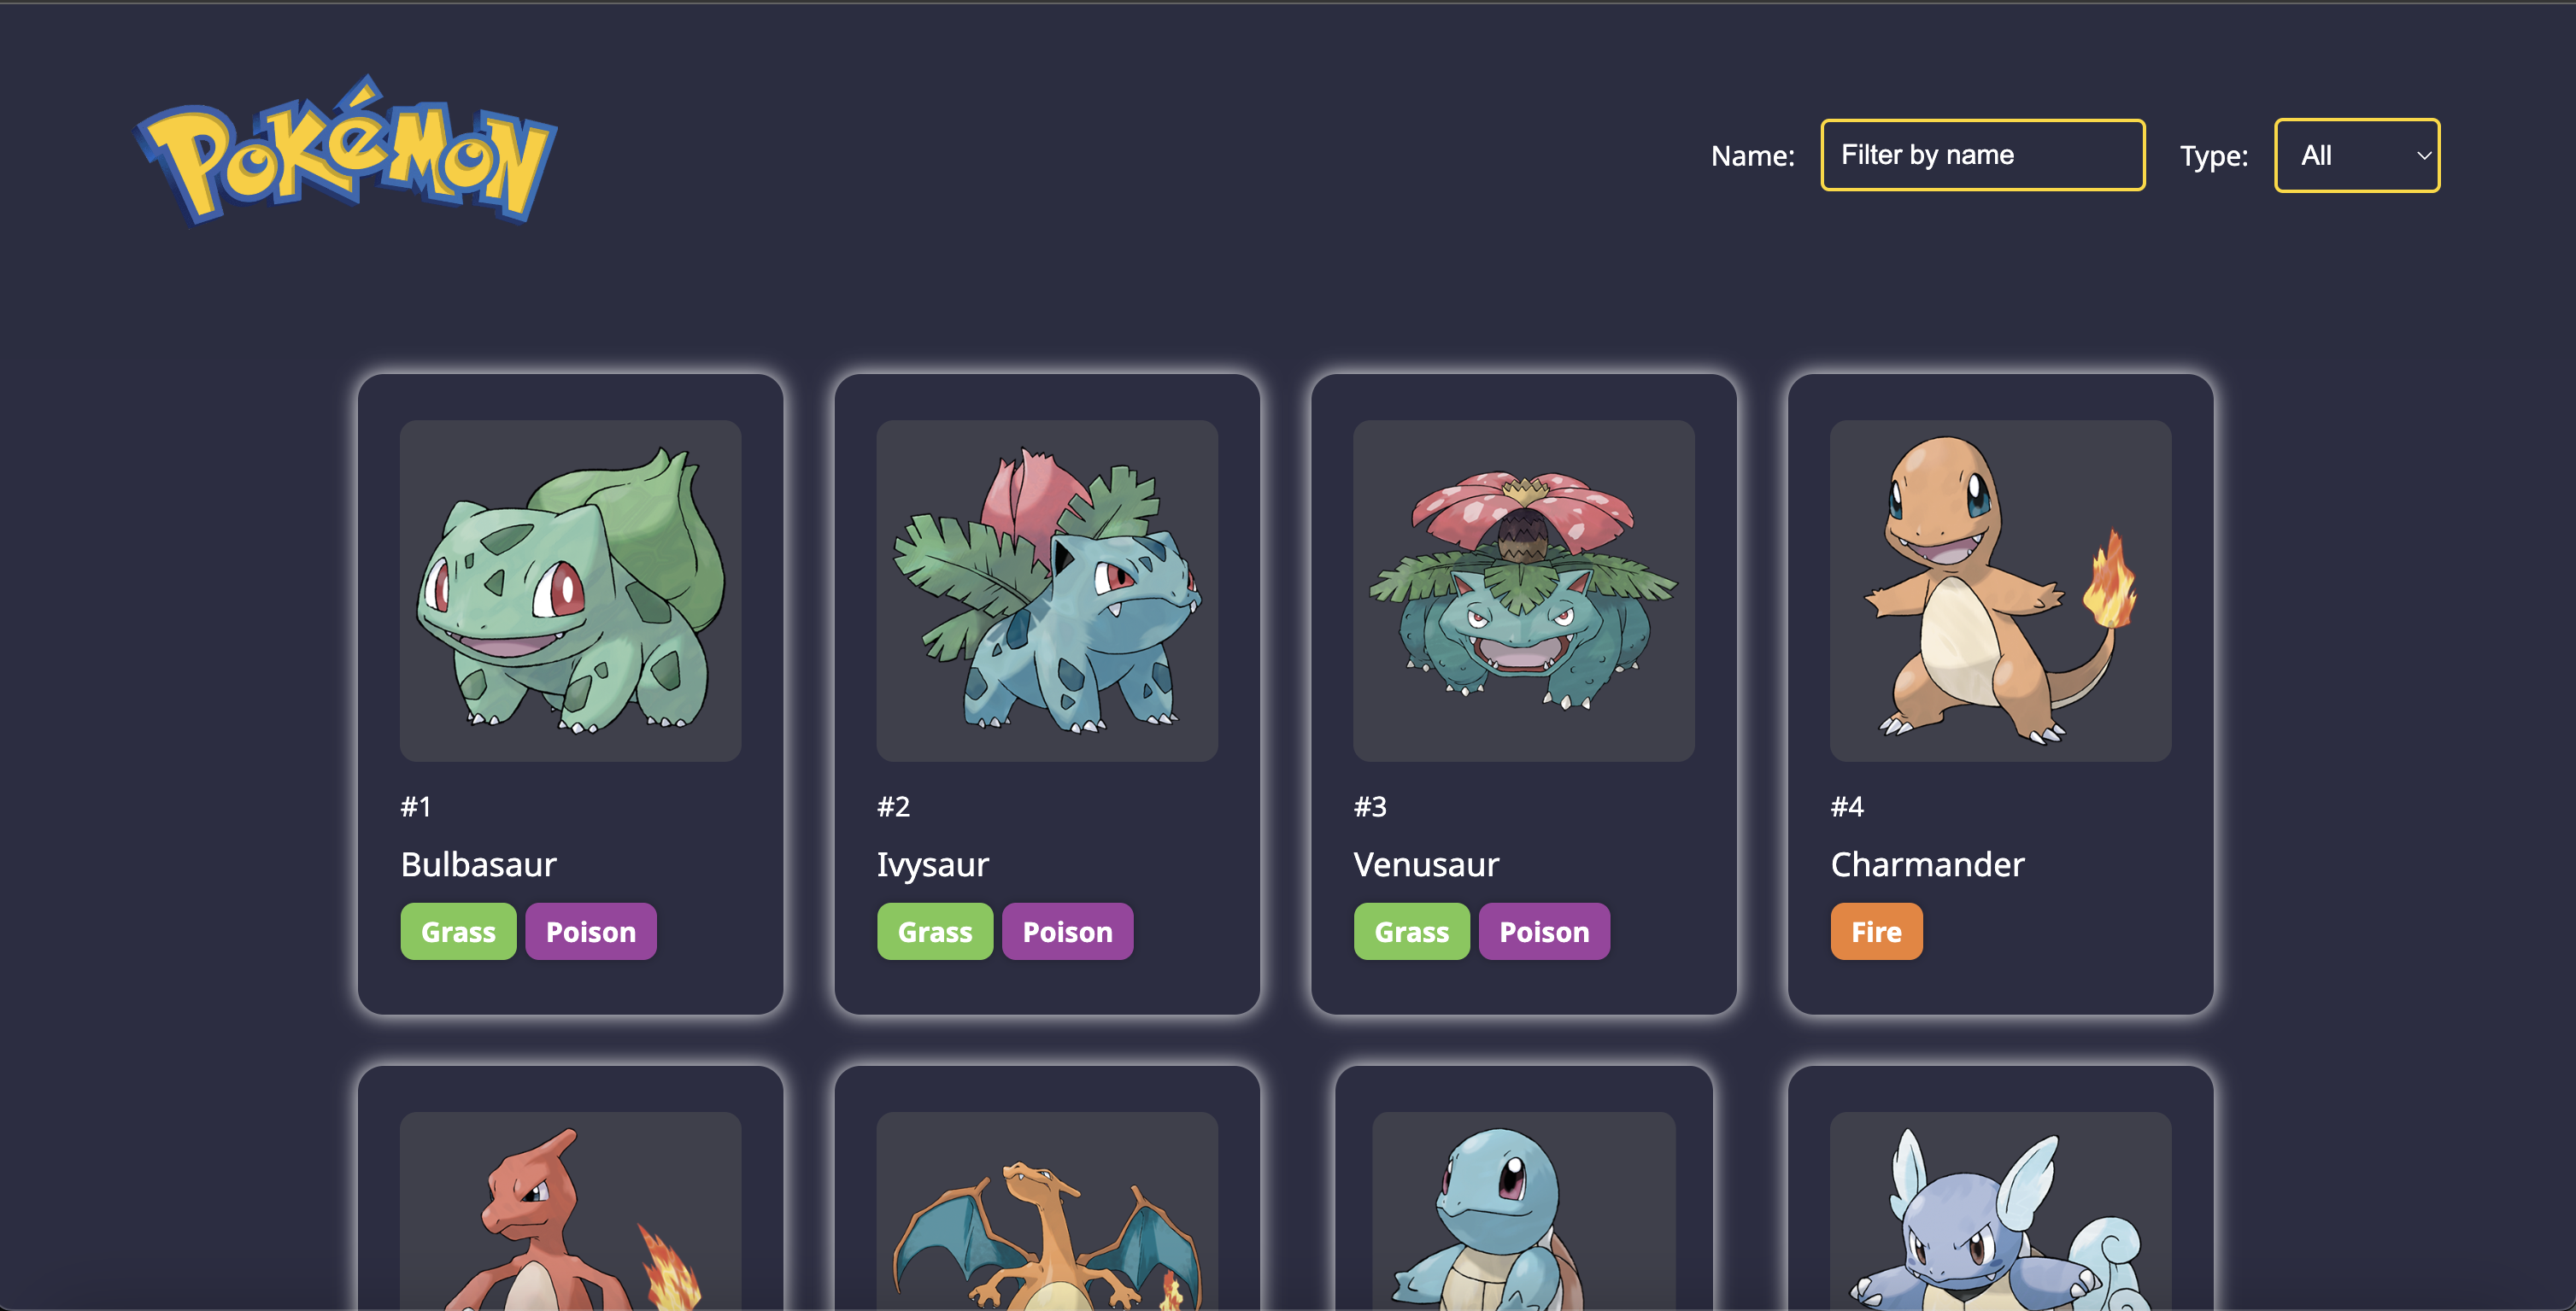 Pokémon
Name: Filter by name Type: All
#1
Bulbasaur
Grass Poison
#2
Ivysaur
Grass Poison
#3
Venusaur
Grass Poison
#4
Charmander
Fire